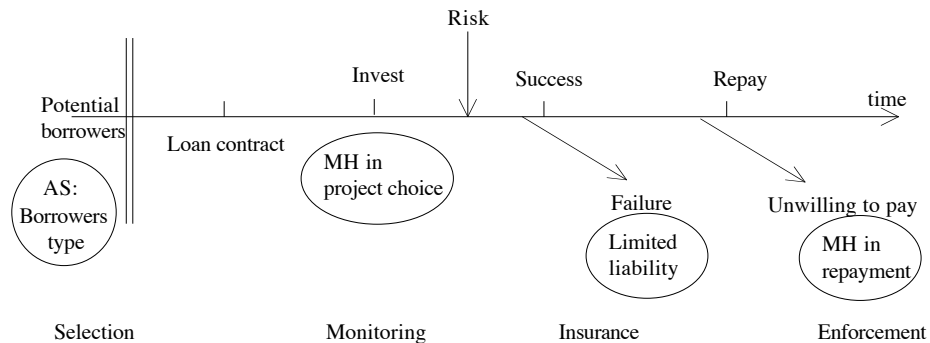 Risk
Invest
Success
Repay
time
Potential
borrowers
Loan contract
MH in
project choice
AS:
Borrowers
type
Failure
Limited
liability
Unwilling to pay
MH in
repayment
Selection
Monitoring
Insurance
Enforcement